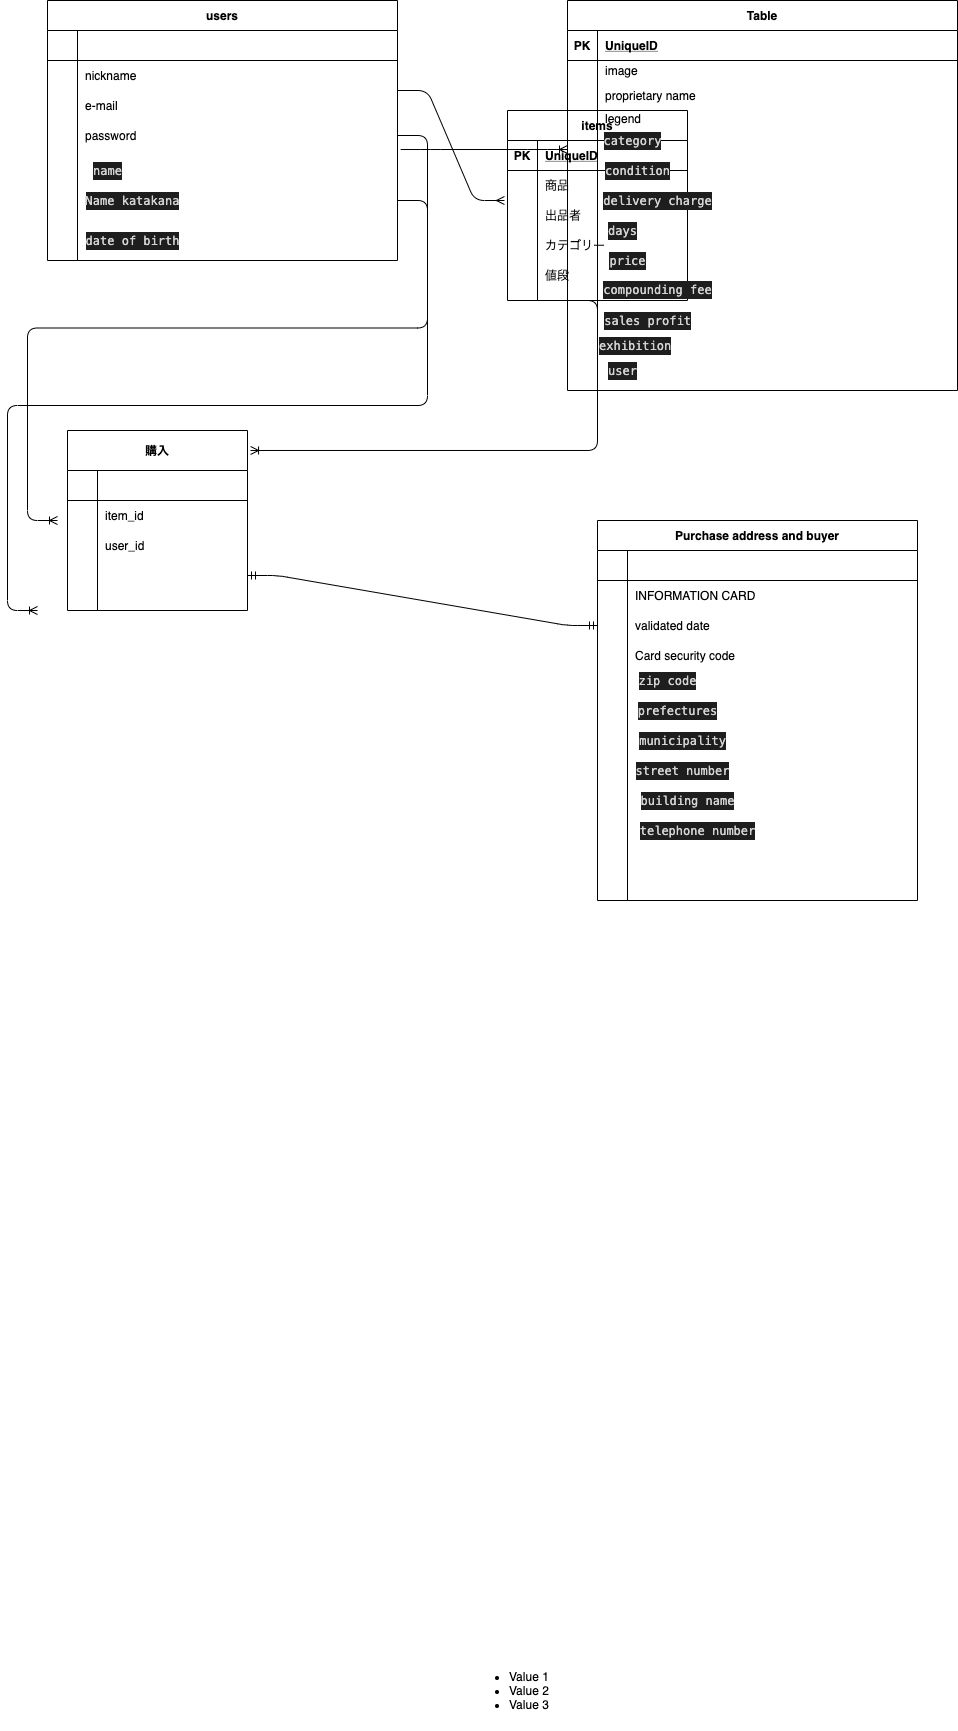 users
nickname
e-mail
password
name
Name katakana
date of birth
Table
PK
UniqueID
image
proprietary name
legend
category
condition
delivery charge
days
price
compounding fee
sales profit
exhibition
user
items
PK
UniqueID
商品
出品者
カテゴリー
値段
購入
item_id
user_id
Purchase address and buyer
INFORMATION CARD
validated date
Card security code
zip code
prefectures
municipality
street number
building name
telephone number
Value 1
Value 2
Value 3